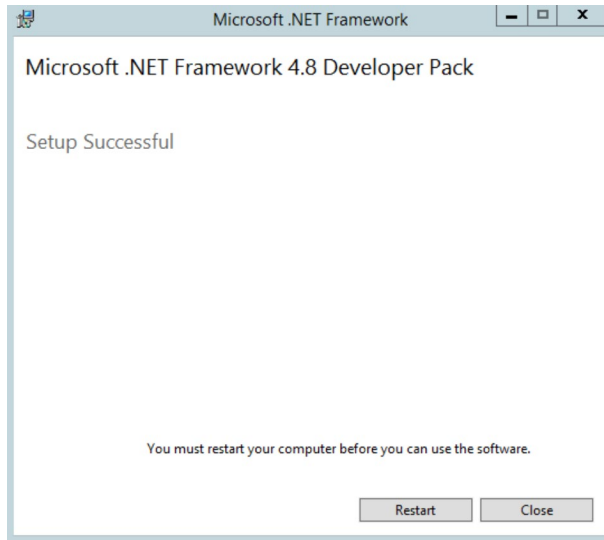 Microsoft .NET Framework
Microsoft .NET Framework 4.8 Developer Pack
Setup Successful
You must restart your computer before you can use the software.
Restart
Close